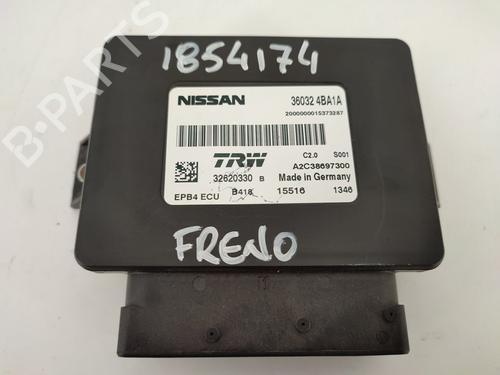 1854174
NISSAN 36032 4BA1A
2000000015373287
TRW C2.0 S001
A2C38697300
32620330 B Made in Germany
EPB4 ECU B418 15516 1346
FRENO
B-PARTS